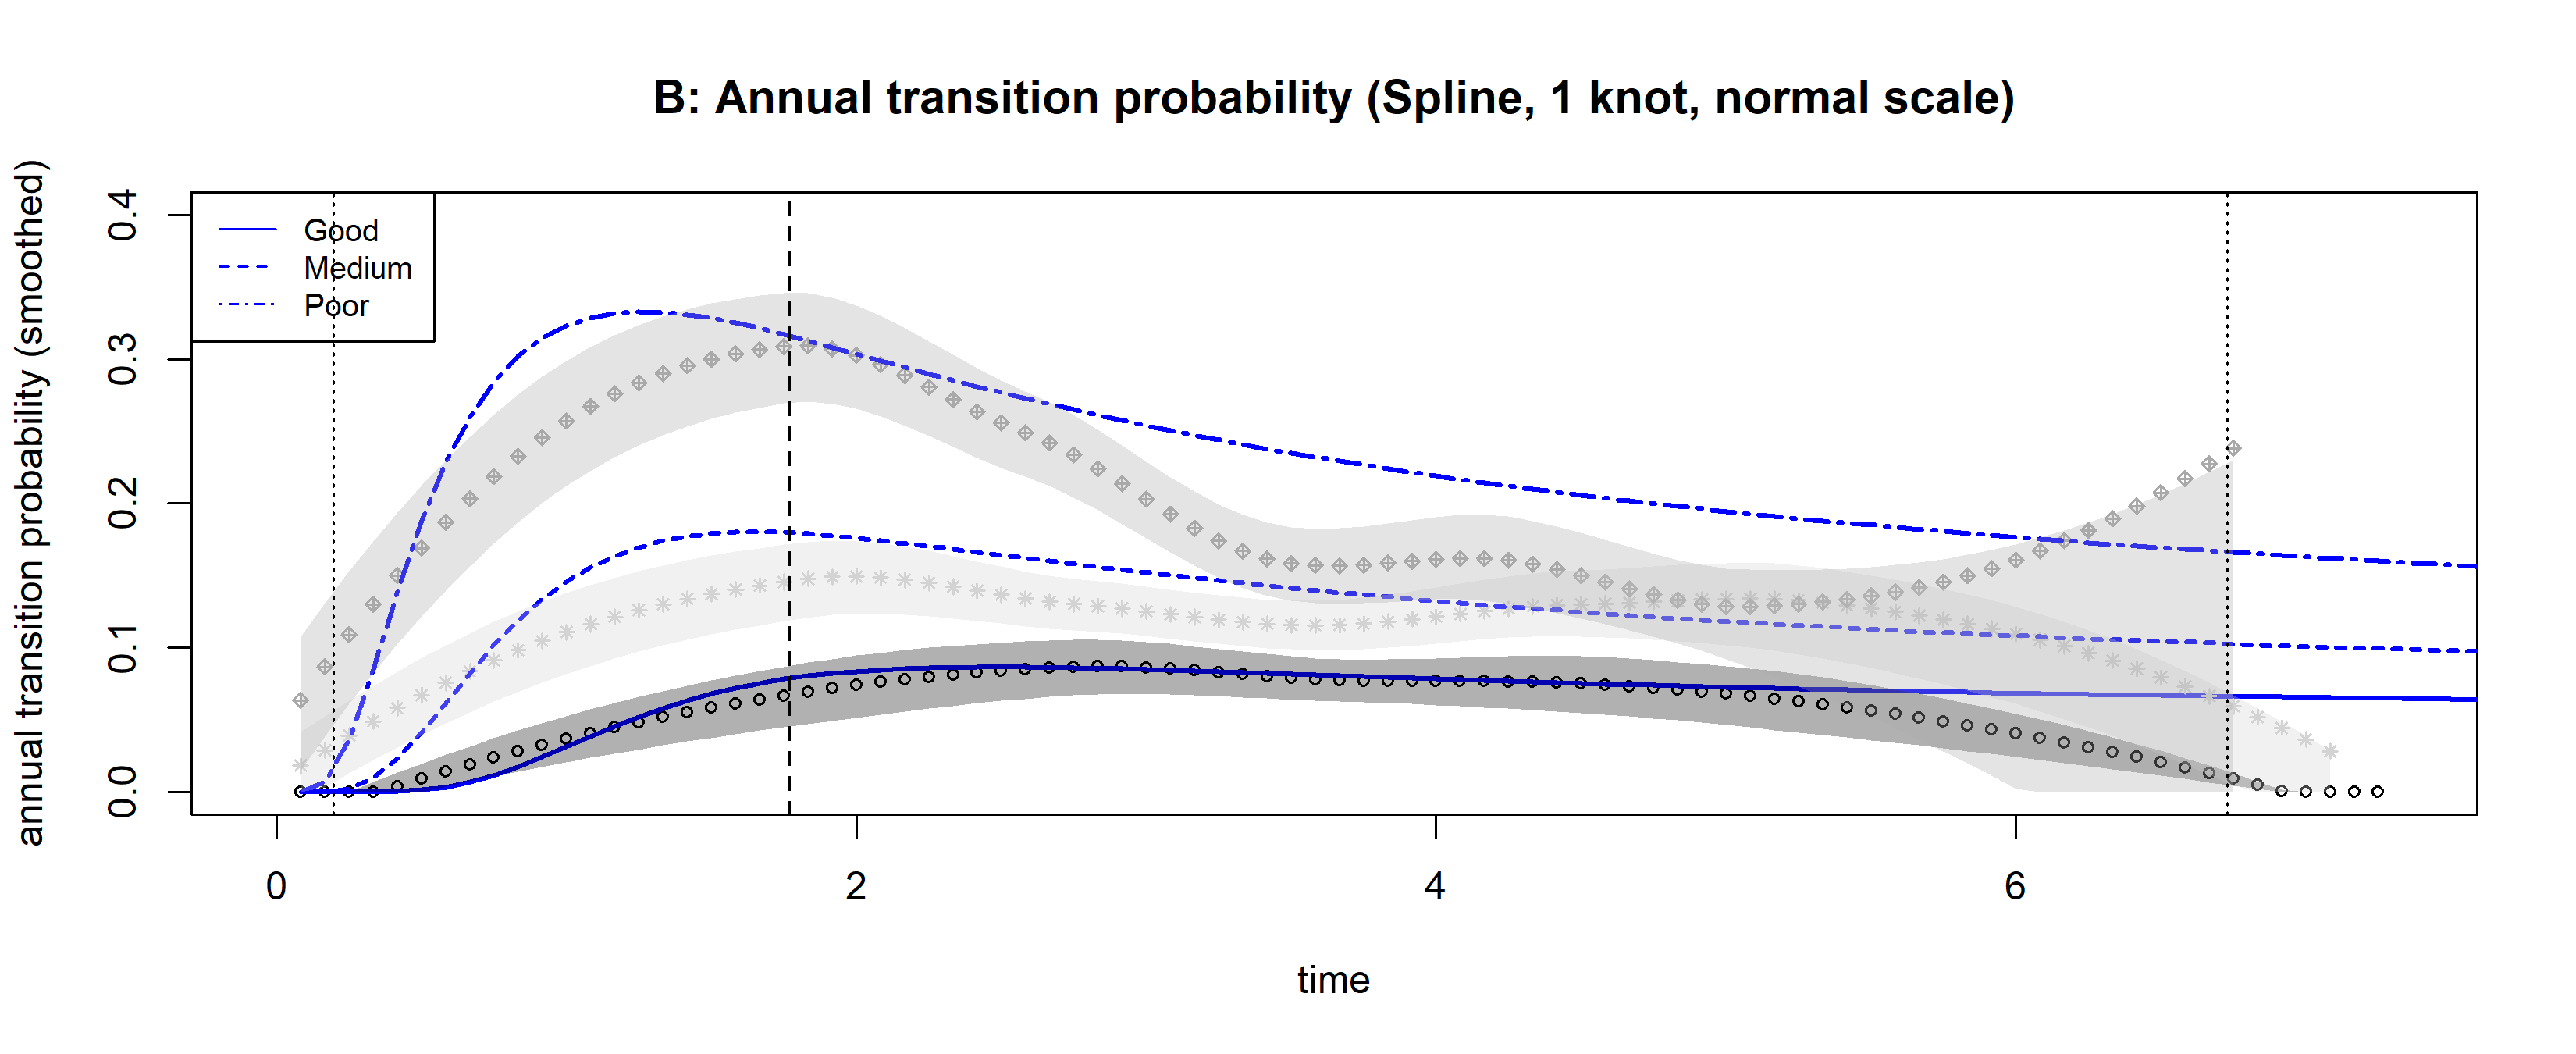 B: Annual transition probability (Spline, 1 knot, normal scale)
annual transition probability (smoothed)
0.4
0.3
0.2
0.1
0.0
Good
Medium
Poor
0 2 4 6
time